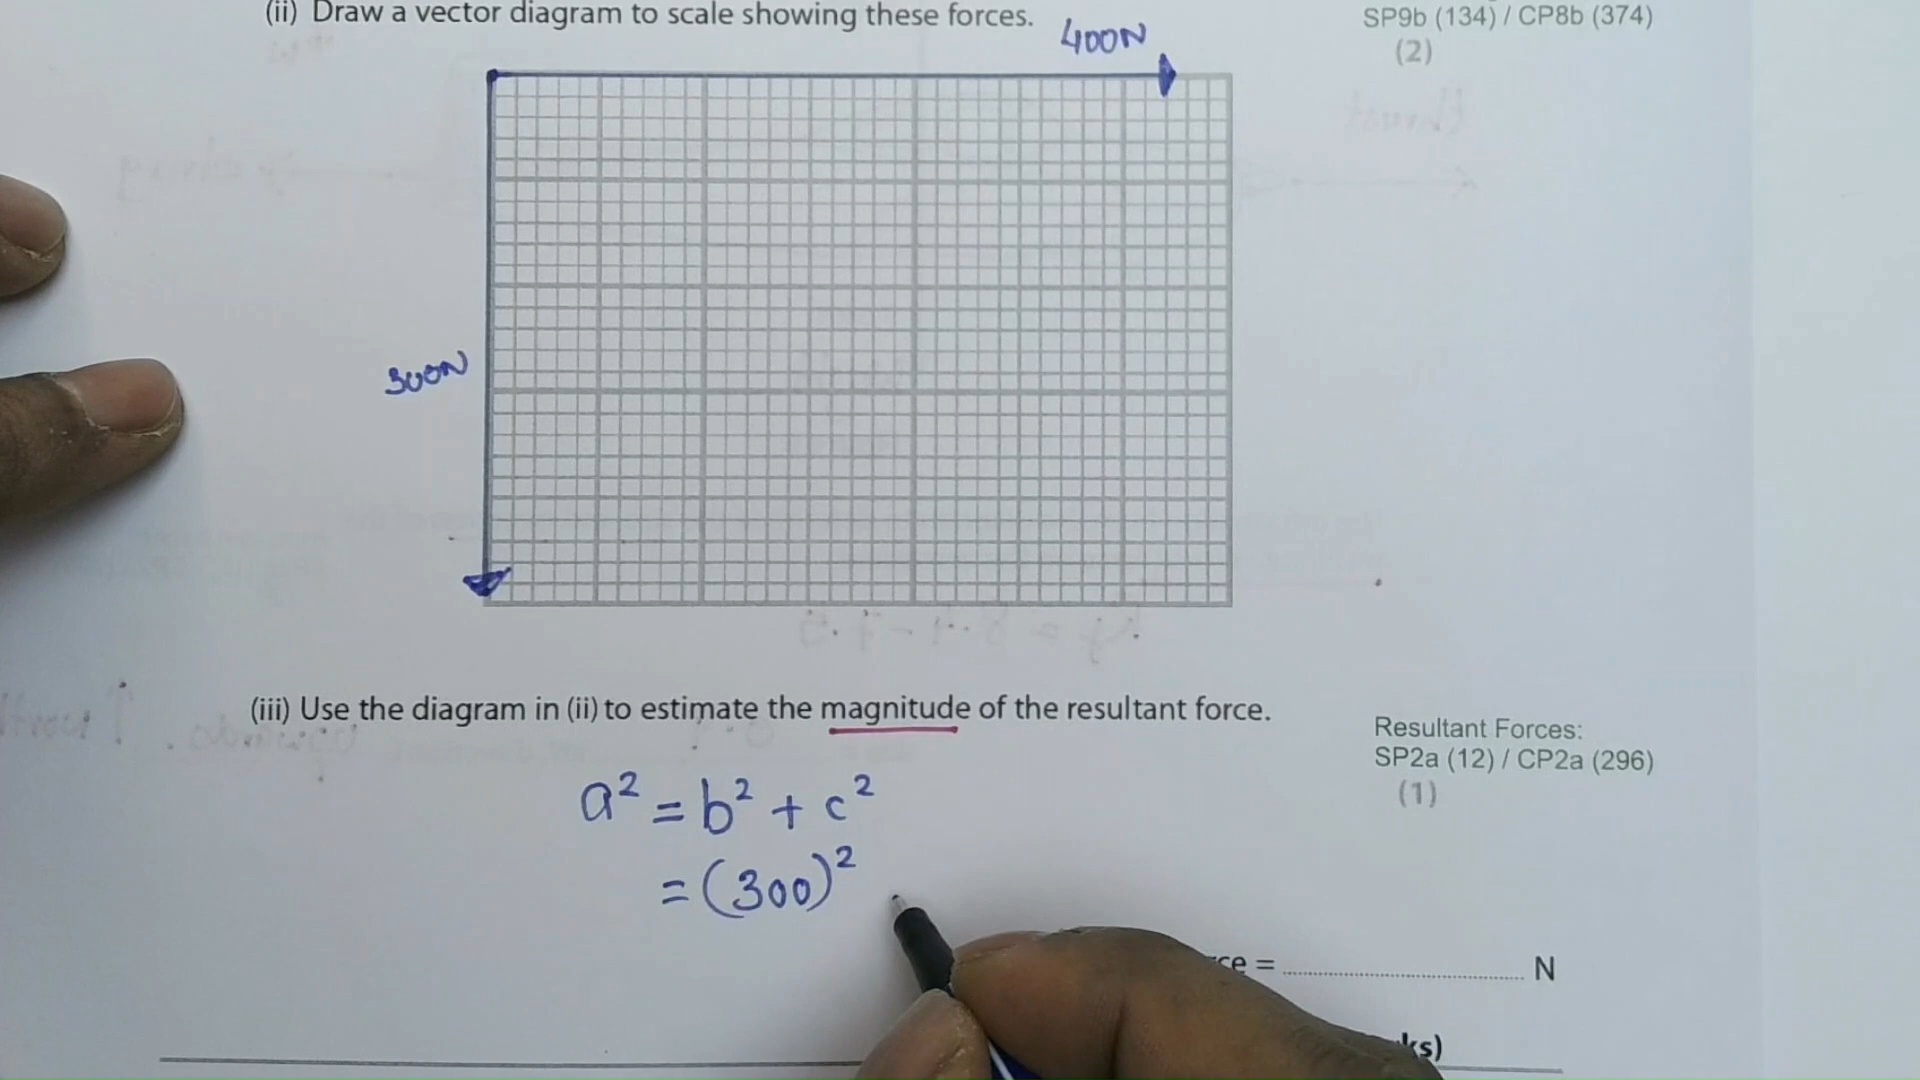 (ii) Draw a vector diagram to scale showing these forces.
SP9b (134) / CP8b (374)
(2)
400N
300N
(iii) Use the diagram in (ii) to estimate the magnitude of the resultant force.
Resultant Forces:
SP2a (12) / CP2a (296)
(1)
a² = b² + c²
= (300)²
rce = ........................ N
ks)